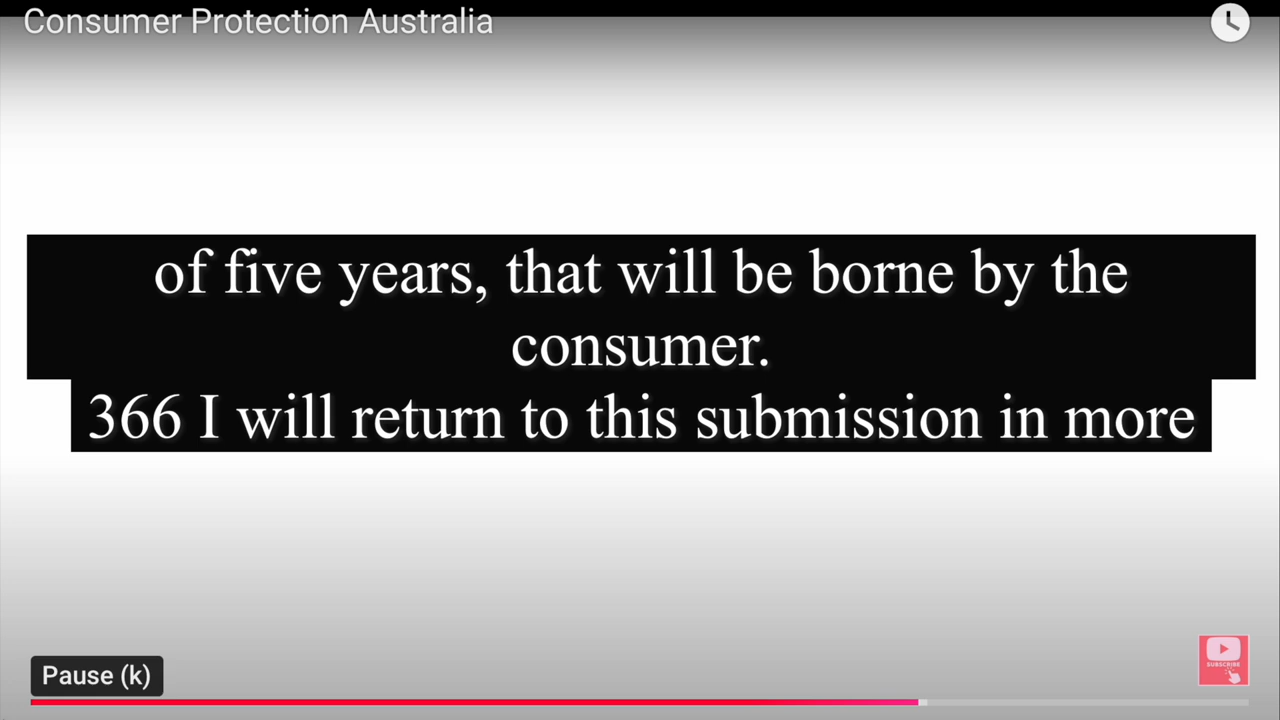 Consumer Protection Australia
of five years, that will be borne by the
consumer.
366 I will return to this submission in more
SUBSCRIBE
Pause (k)